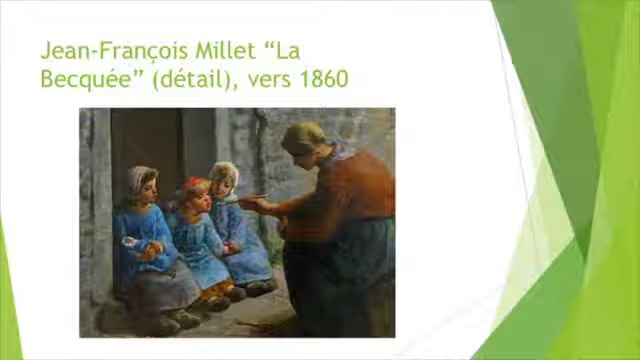 Jean-François Millet “La
Becquée” (détail), vers 1860